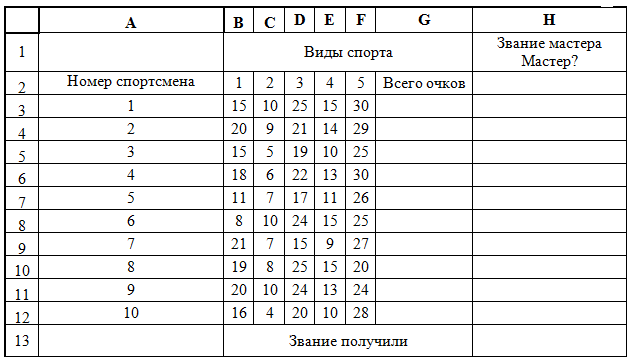 A B C D E F G H
1 Виды спорта Звание мастера
Мастер?
2 Номер спортсмена 1 2 3 4 5 Всего очков
3 1 15 10 25 15 30
4 2 20 9 21 14 29
5 3 15 5 19 10 25
6 4 18 6 22 13 30
7 5 11 7 17 11 26
8 6 8 10 24 15 25
9 7 21 7 15 9 27
10 8 19 8 25 15 20
11 9 20 10 24 13 24
12 10 16 4 20 10 28
13 Звание получили